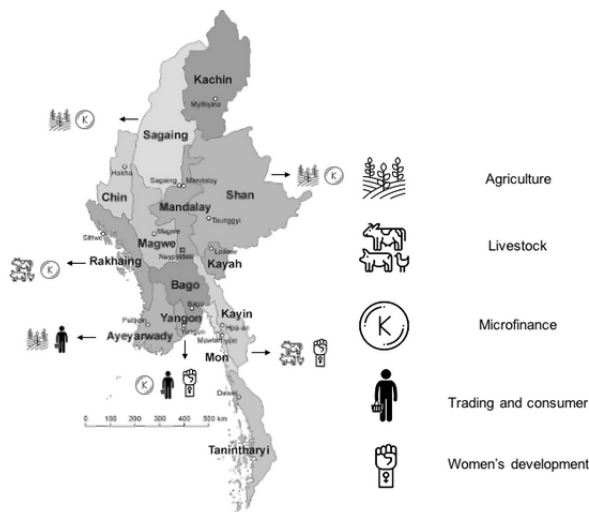 Kachin
Myitkyina
Sagaing
K
Hakha
Sagaing
Mandalay
K
Chin
Shan
Mandalay
Taunggyi
Magwe
Sittwe
Magwe
Naypyidaw
Loikaw
Rakhaing
Kayah
K
Bago
Bago
Kayin
Pathein
Yangon
Yangon
Hpa-an
Ayeyarwady
Mawlamyine
Mon
K
Dawei
0 100 200 300 400 500 km
Tanintharyi
Agriculture
Livestock
K
Microfinance
Trading and consumer
Women's development